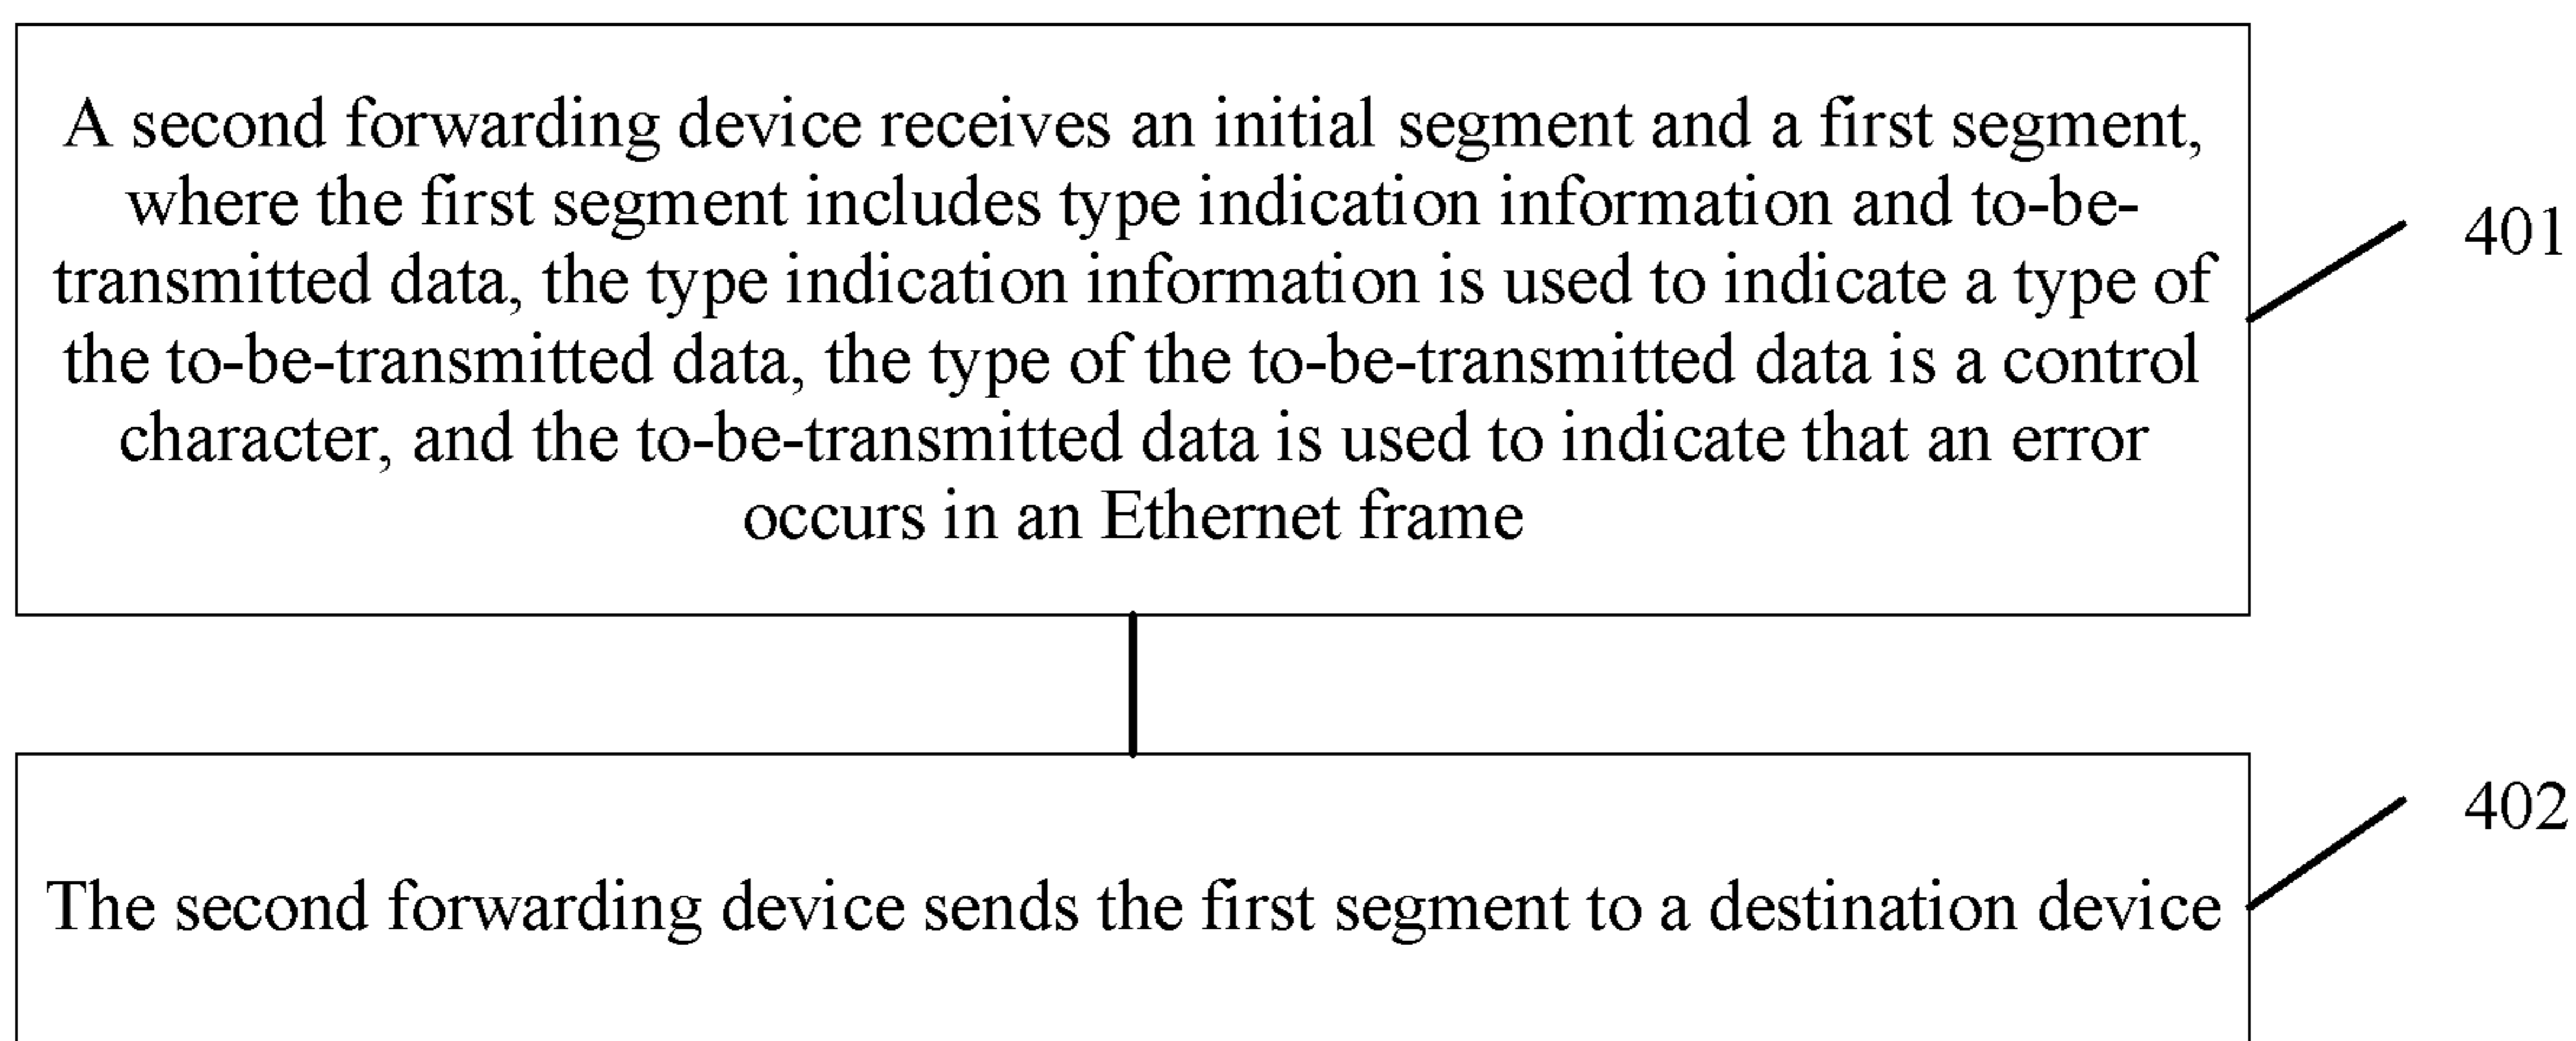 A second forwarding device receives an initial segment and a first segment,
where the first segment includes type indication information and to-be-
transmitted data, the type indication information is used to indicate a type of
the to-be-transmitted data, the type of the to-be-transmitted data is a control
character, and the to-be-transmitted data is used to indicate that an error
occurs in an Ethernet frame
401
The second forwarding device sends the first segment to a destination device
402